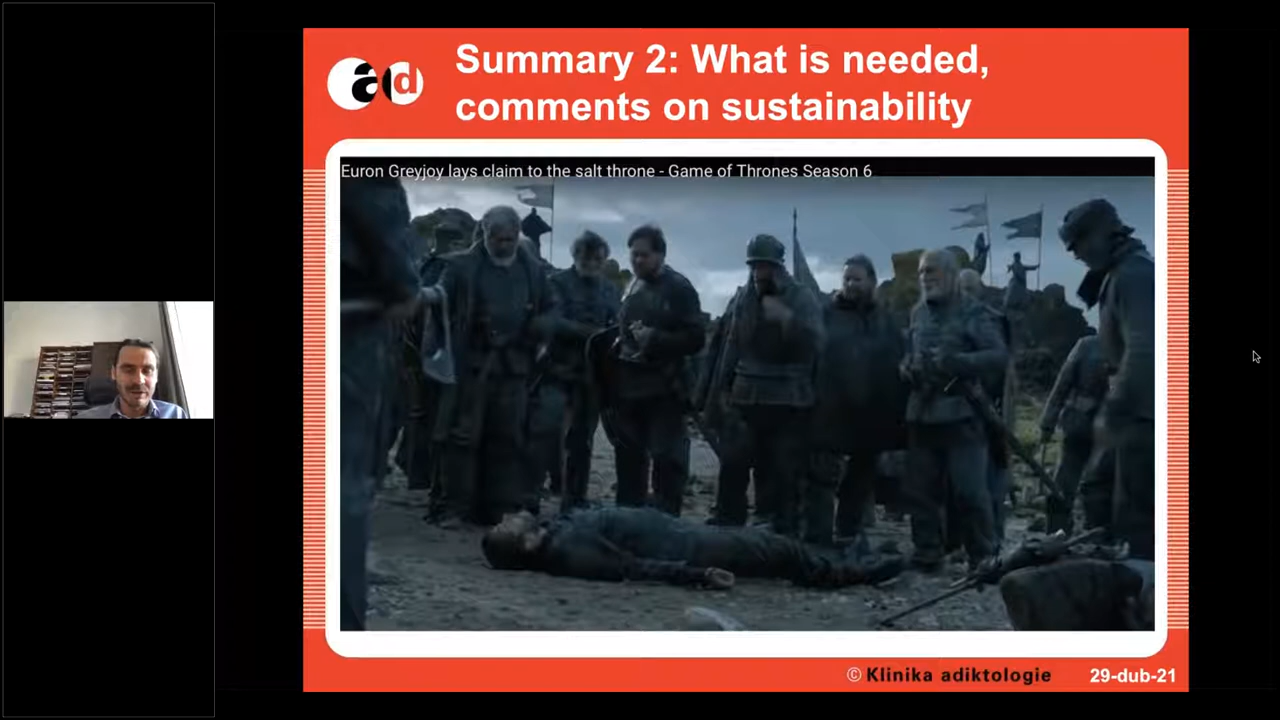 ad
Summary 2: What is needed,
comments on sustainability
Euron Greyjoy lays claim to the salt throne - Game of Thrones Season 6
© Klinika adiktologie
29-dub-21